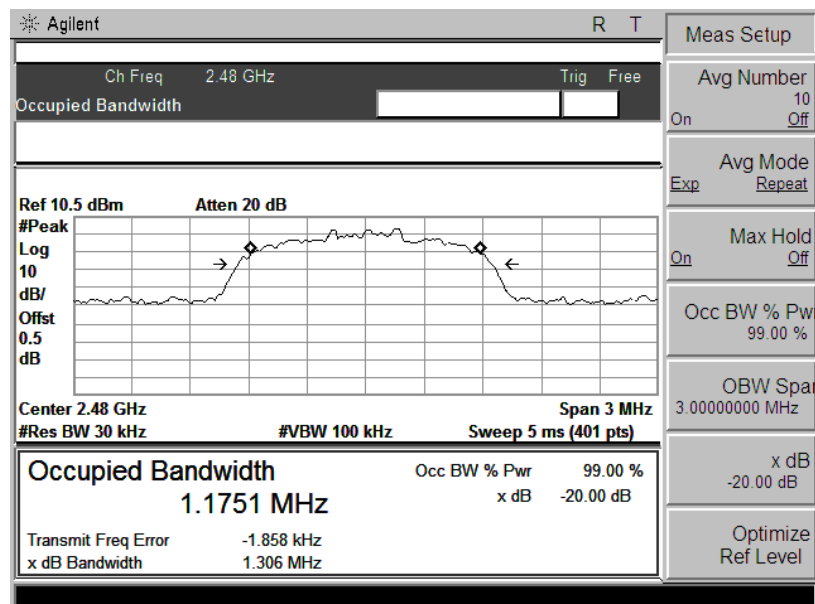 Agilent R T
Meas Setup
Ch Freq 2.48 GHz Trig Free
Occupied Bandwidth
Avg Number
10
On Off
Avg Mode
Exp Repeat
Max Hold
On Off
Occ BW % Pwr
99.00 %
OBW Span
3.00000000 MHz
x dB
-20.00 dB
Optimize
Ref Level
Ref 10.5 dBm Atten 20 dB
#Peak
Log
10
dB/
Offst
0.5
dB
Center 2.48 GHz Span 3 MHz
#Res BW 30 kHz #VBW 100 kHz Sweep 5 ms (401 pts)
Occupied Bandwidth
1.1751 MHz
Occ BW % Pwr 99.00 %
x dB -20.00 dB
Transmit Freq Error -1.858 kHz
x dB Bandwidth 1.306 MHz